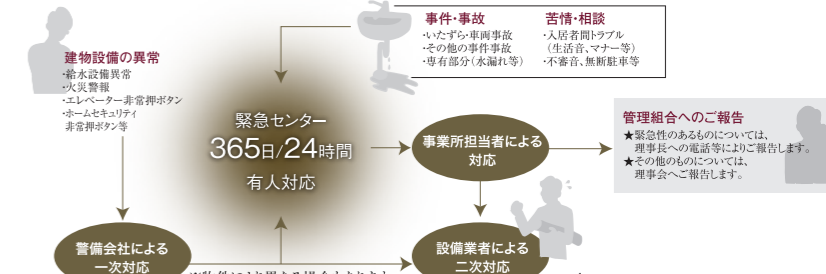 事件・事故
・いたずら・車両事故
・その他の事件事故
・専有部分（水漏れ等）
苦情・相談
・入居者間トラブル
（生活音、マナー等）
・不審音、無断駐車等
建物設備の異常
・給水設備異常
・火災警報
・エレベーター非常押ボタン
・ホームセキュリティ
非常押ボタン等
緊急センター
365日/24時間
有人対応
事業所担当者による
対応
管理組合へのご報告
★緊急性のあるものについては、
理事長への電話等によりご報告します。
★その他のものについては、
理事会へご報告します。
警備会社による
一次対応
設備業者による
二次対応